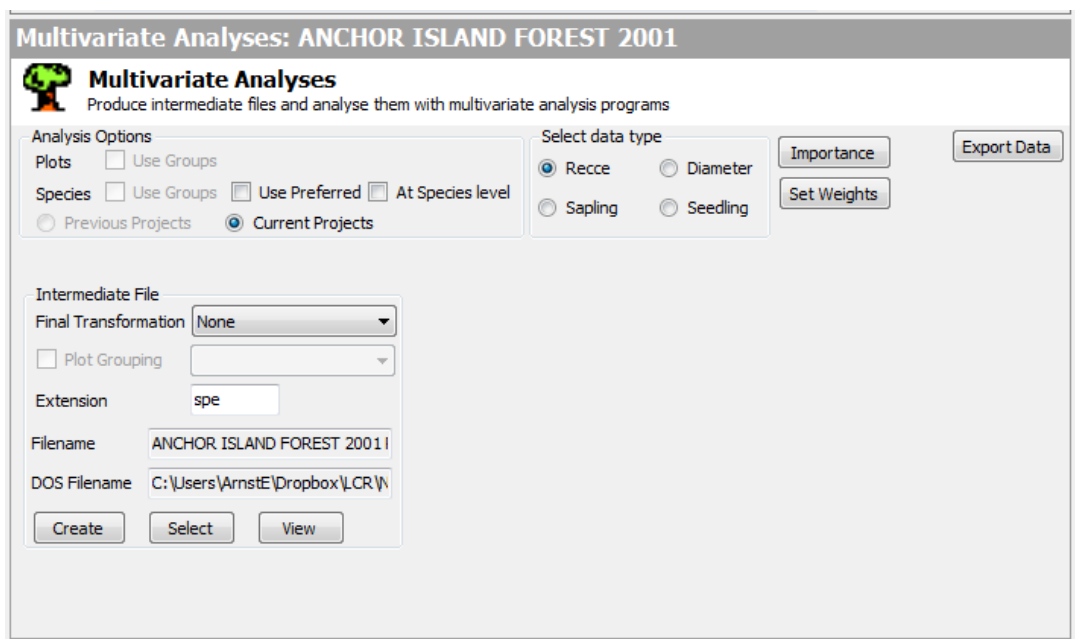 Multivariate Analyses: ANCHOR ISLAND FOREST 2001
Multivariate Analyses
Produce intermediate files and analyse them with multivariate analysis programs
Analysis Options
Plots Use Groups
Species Use Groups Use Preferred At Species level
Previous Projects Current Projects
Select data type
Recce Diameter
Sapling Seedling
Importance
Set Weights
Export Data
Intermediate File
Final Transformation None
Plot Grouping
Extension spe
Filename ANCHOR ISLAND FOREST 2001
DOS Filename C:\Users\ArnstE\Dropbox\LCR\
Create Select View